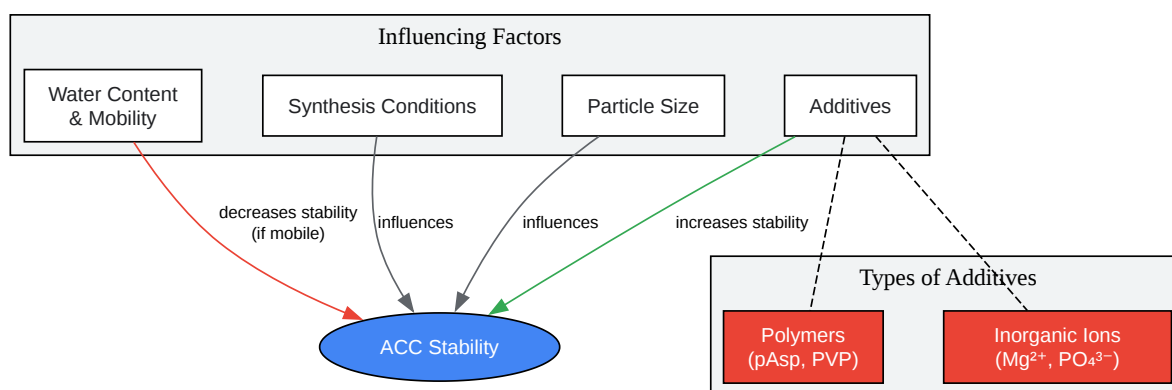 Influencing Factors
Water Content
& Mobility
Synthesis Conditions
Particle Size
Additives
decreases stability
(if mobile)
influences
influences
increases stability
Types of Additives
ACC Stability
Polymers
(pAsp, PVP)
Inorganic Ions
(Mg²⁺, PO₄³⁻)